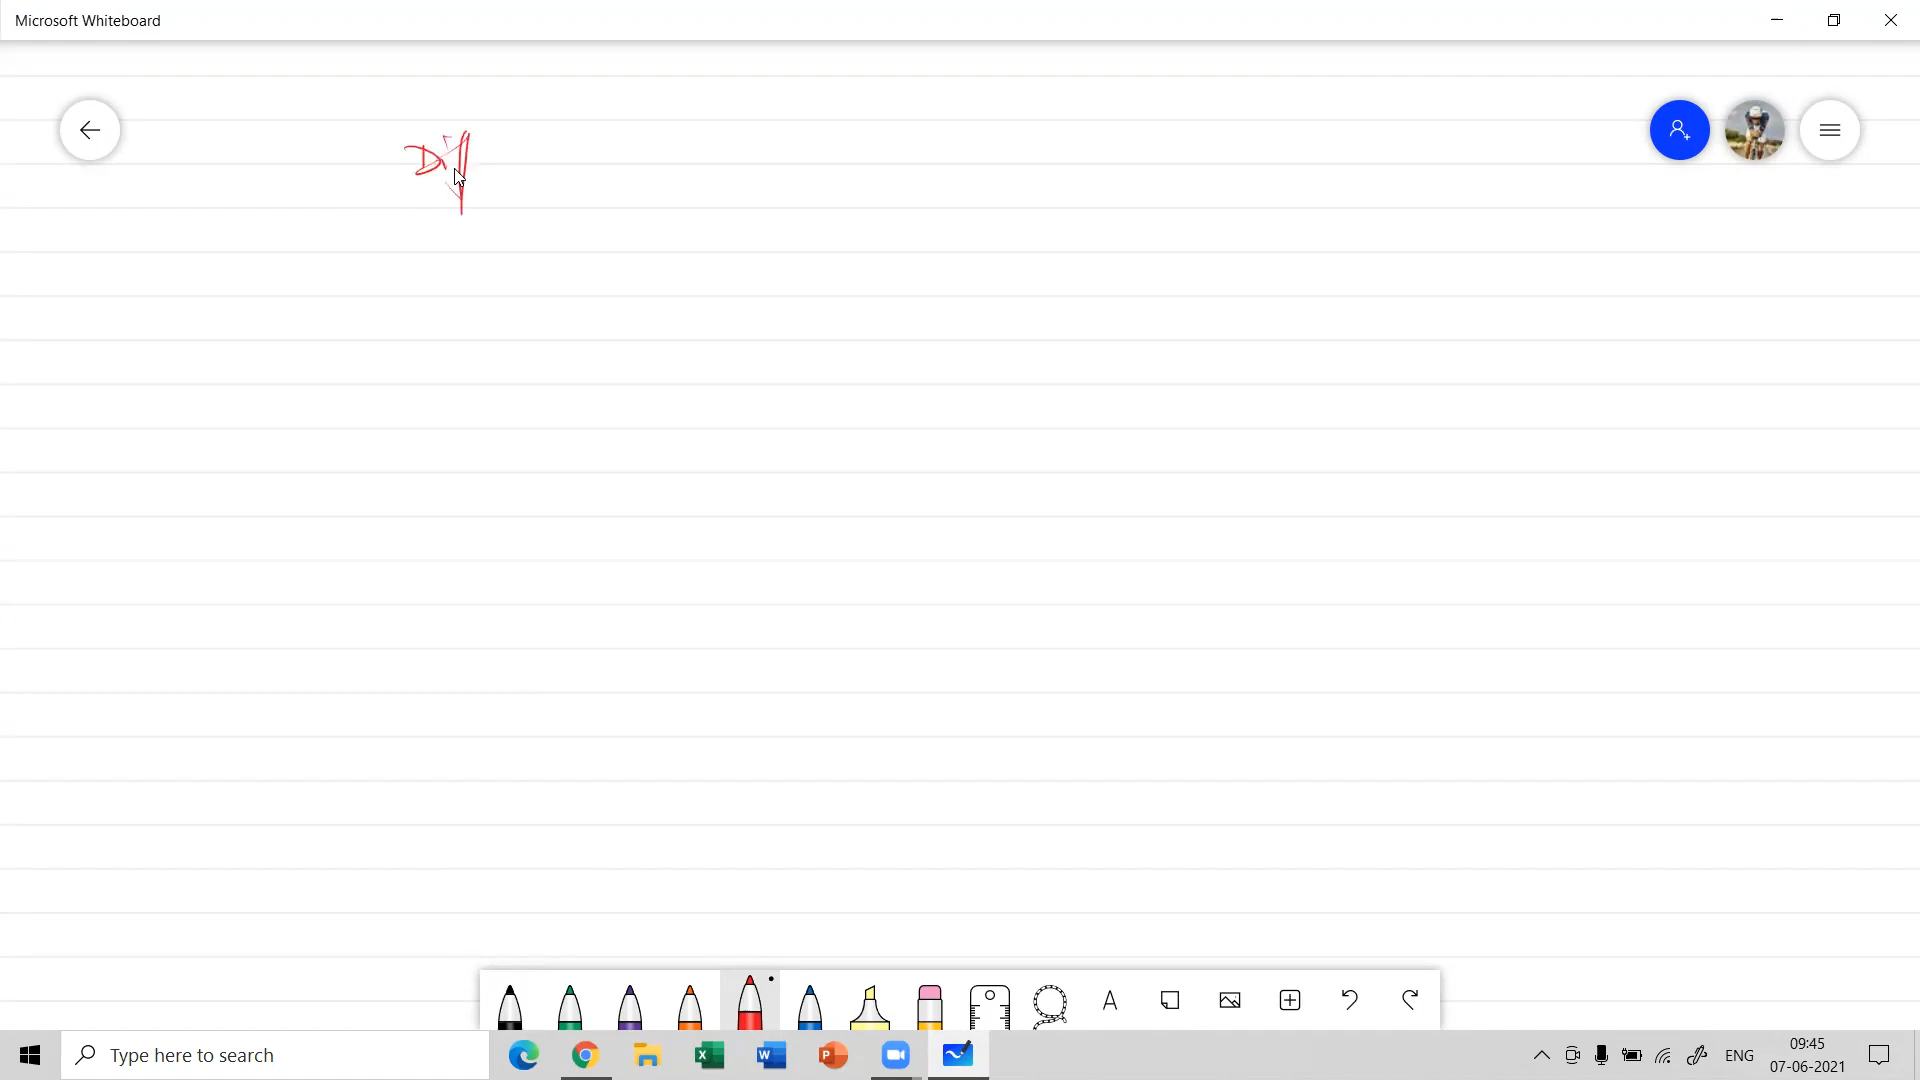 Microsoft Whiteboard
Type here to search
ENG
09:45
07-06-2021